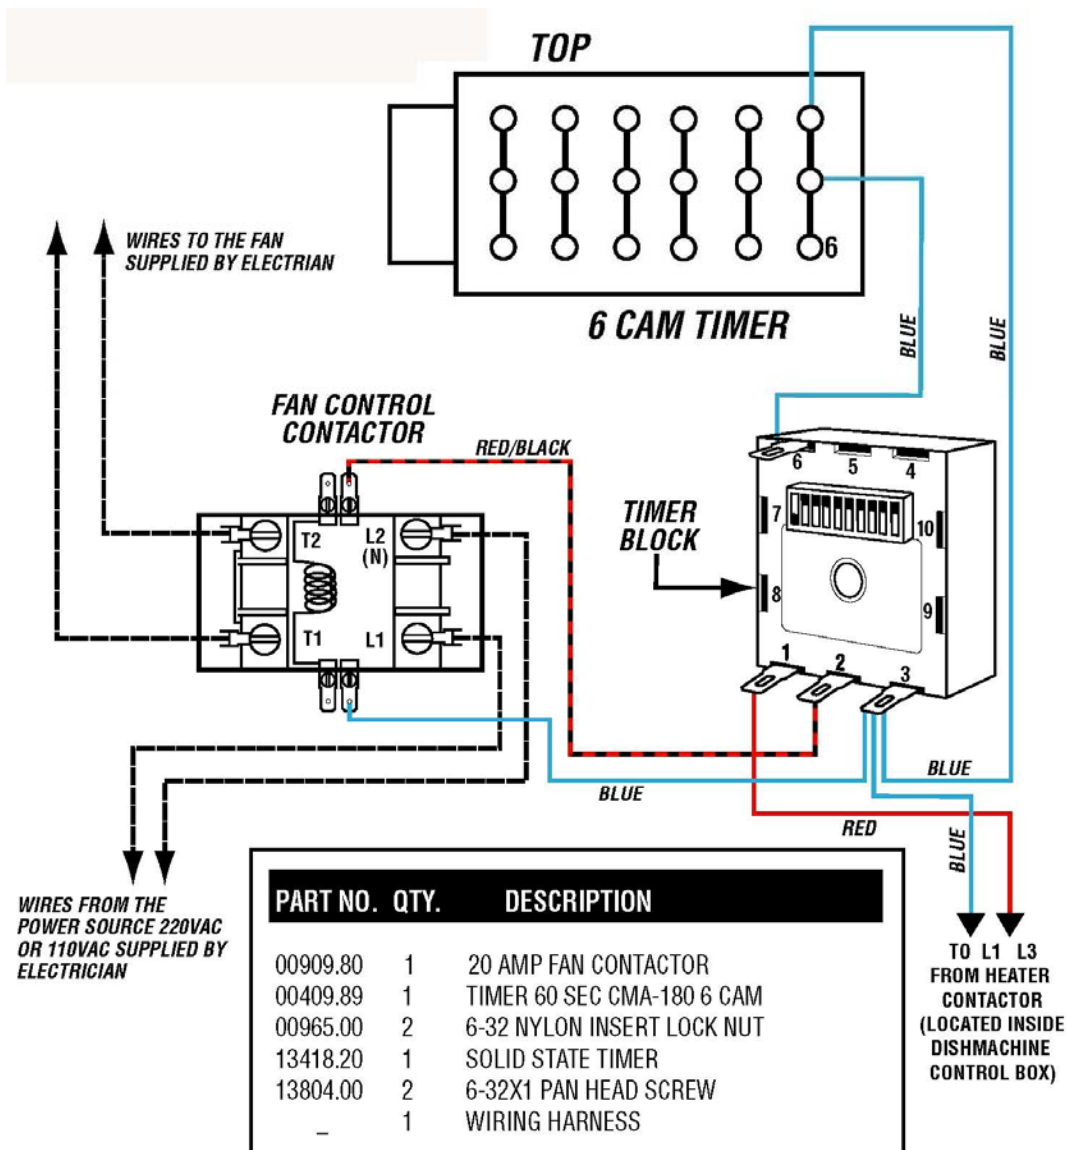 TOP
6
6 CAM TIMER
WIRES TO THE FAN
SUPPLIED BY ELECTRIAN
BLUE
BLUE
FAN CONTROL
CONTACTOR
RED/BLACK
T2
L2
(N)
T1
L1
TIMER
BLOCK
6
5
4
7
10
8
9
1
2
3
BLUE
BLUE
RED
BLUE
WIRES FROM THE
POWER SOURCE 220VAC
OR 110VAC SUPPLIED BY
ELECTRICIAN
TO L1 L3
FROM HEATER
CONTACTOR
(LOCATED INSIDE
DISHMACHINE
CONTROL BOX)
PART NO. QTY. DESCRIPTION
00909.80 1 20 AMP FAN CONTACTOR
00409.89 1 TIMER 60 SEC CMA-180 6 CAM
00965.00 2 6-32 NYLON INSERT LOCK NUT
13418.20 1 SOLID STATE TIMER
13804.00 2 6-32X1 PAN HEAD SCREW
_ 1 WIRING HARNESS